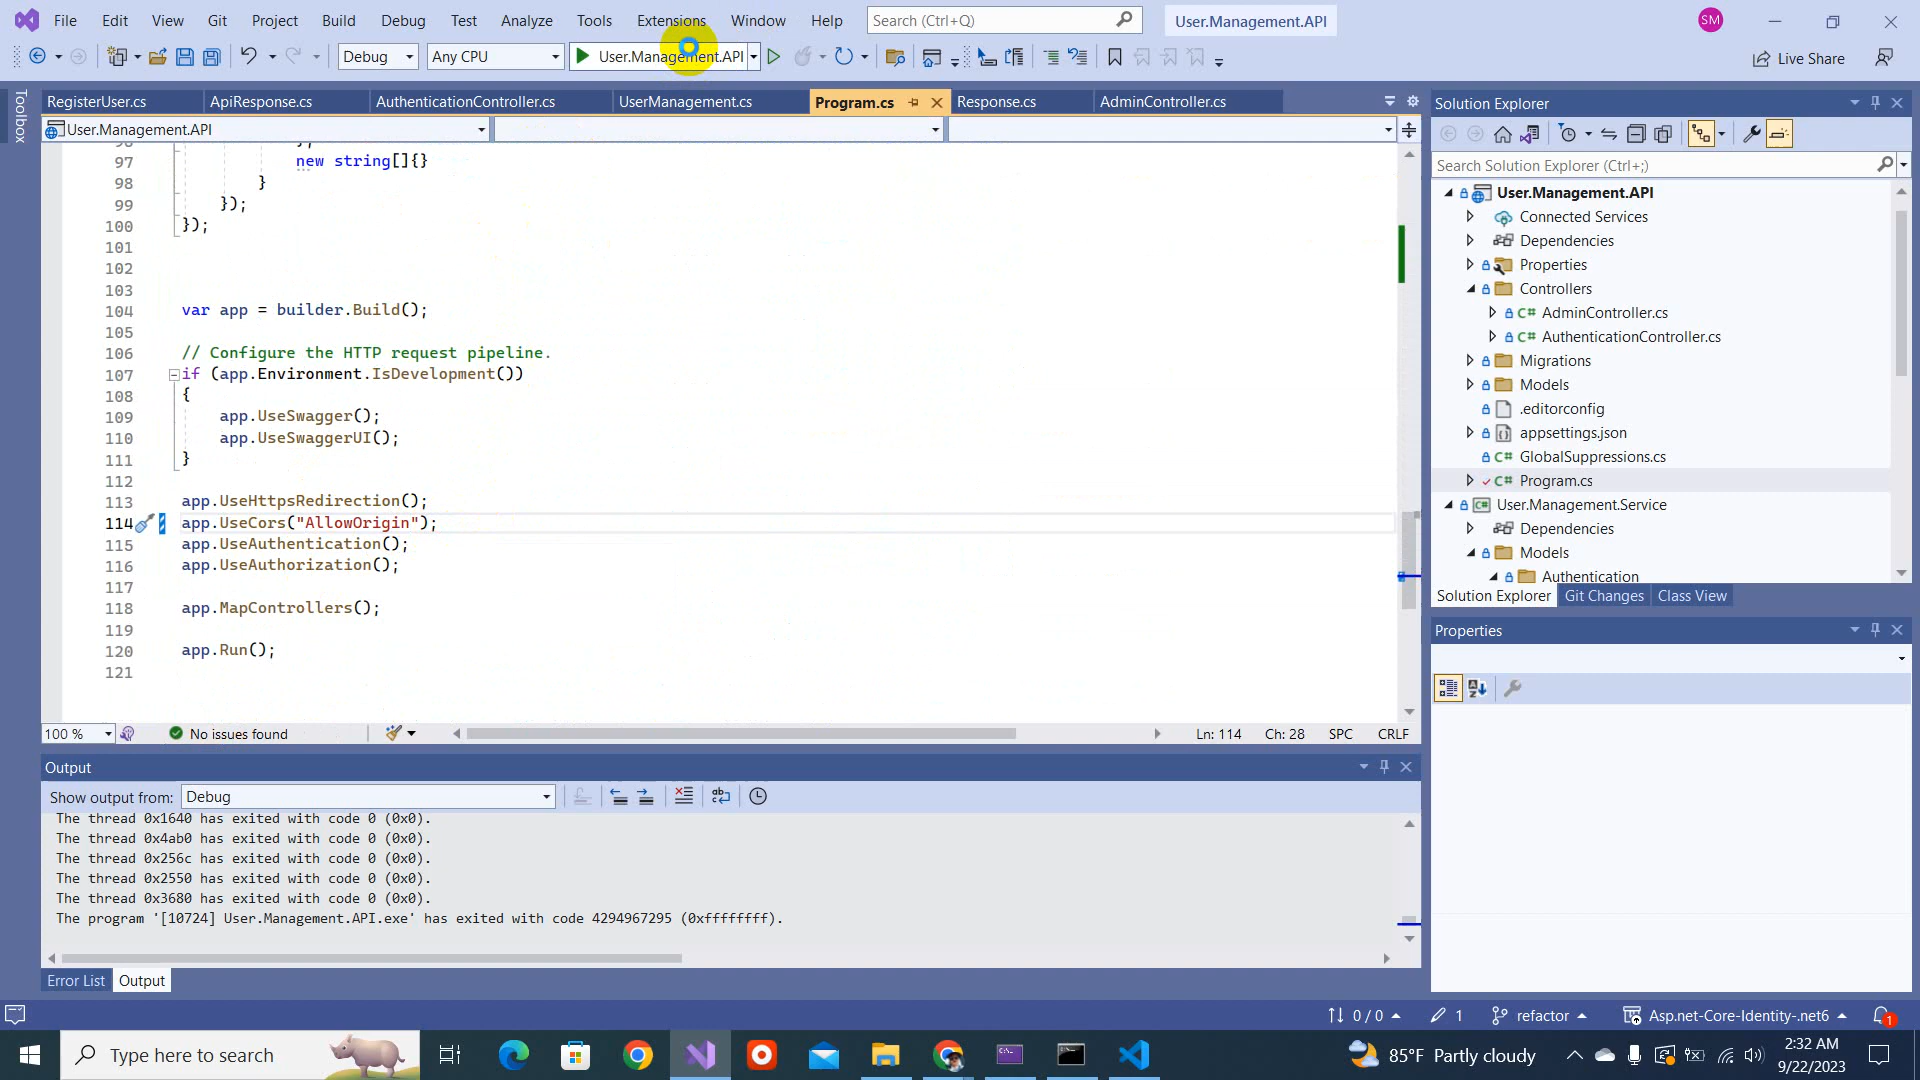 File Edit View Git Project Build Debug Test Analyze Tools Extensions Window Help Search (Ctrl+Q) User.Management.API SM
Debug Any CPU User.Management.API Live Share
Toolbox
RegisterUser.cs ApiResponse.cs AuthenticationController.cs UserManagement.cs Program.cs Response.cs AdminController.cs
User.Management.API
97 new string[]{}
98 }
99 });
100 });
101
102
103
104 var app = builder.Build();
105
106 // Configure the HTTP request pipeline.
107 if (app.Environment.IsDevelopment())
108 {
109 app.UseSwagger();
110 app.UseSwaggerUI();
111 }
112
113 app.UseHttpsRedirection();
114 app.UseCors("AllowOrigin");
115 app.UseAuthentication();
116 app.UseAuthorization();
117
118 app.MapControllers();
119
120 app.Run();
121
100 % No issues found Ln: 114 Ch: 28 SPC CRLF
Output
Show output from: Debug
The thread 0x1640 has exited with code 0 (0x0).
The thread 0x4ab0 has exited with code 0 (0x0).
The thread 0x256c has exited with code 0 (0x0).
The thread 0x2550 has exited with code 0 (0x0).
The thread 0x3680 has exited with code 0 (0x0).
The program '[10724] User.Management.API.exe' has exited with code 4294967295 (0xffffffff).
Error List Output
Solution Explorer
Search Solution Explorer (Ctrl+;)
User.Management.API
Connected Services
Dependencies
Properties
Controllers
C# AdminController.cs
C# AuthenticationController.cs
Migrations
Models
.editorconfig
appsettings.json
C# GlobalSuppressions.cs
C# Program.cs
User.Management.Service
Dependencies
Models
Authentication
Solution Explorer Git Changes Class View
Properties
0 / 0 1 refactor Asp.net-Core-Identity-.net6 1
Type here to search 85°F Partly cloudy 2:32 AM
9/22/2023